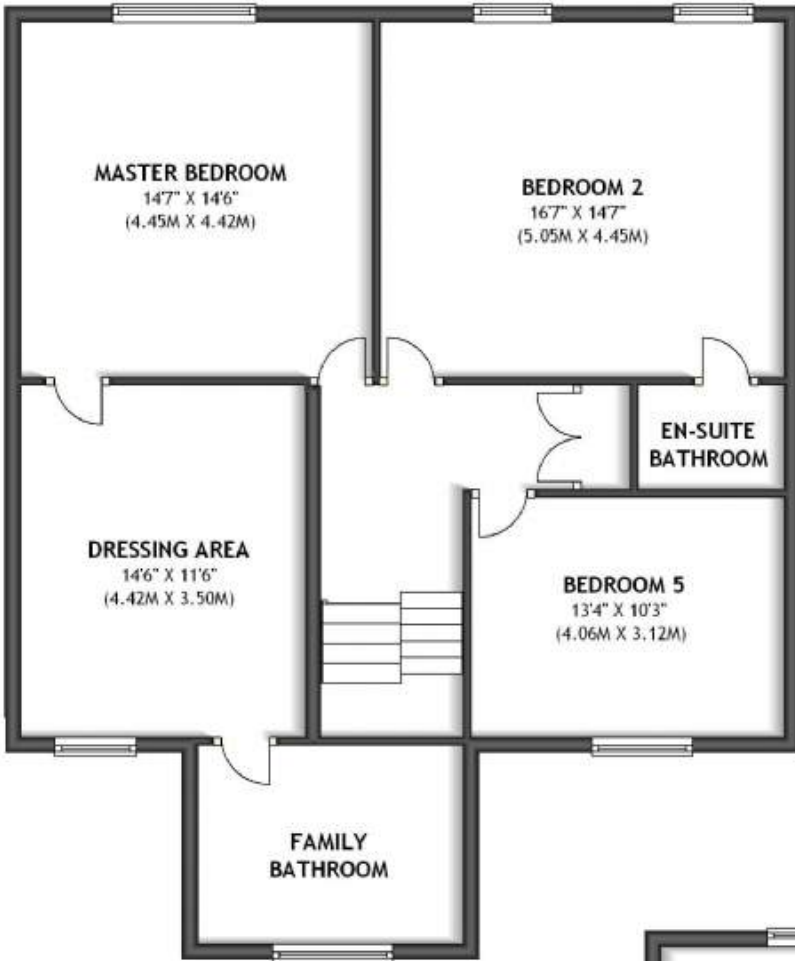 MASTER BEDROOM
14'7" X 14'6"
(4.45M X 4.42M)
BEDROOM 2
16'7" X 14'7"
(5.05M X 4.45M)
EN-SUITE
BATHROOM
DRESSING AREA
14'6" X 11'6"
(4.42M X 3.50M)
BEDROOM 5
13'4" X 10'3"
(4.06M X 3.12M)
FAMILY
BATHROOM